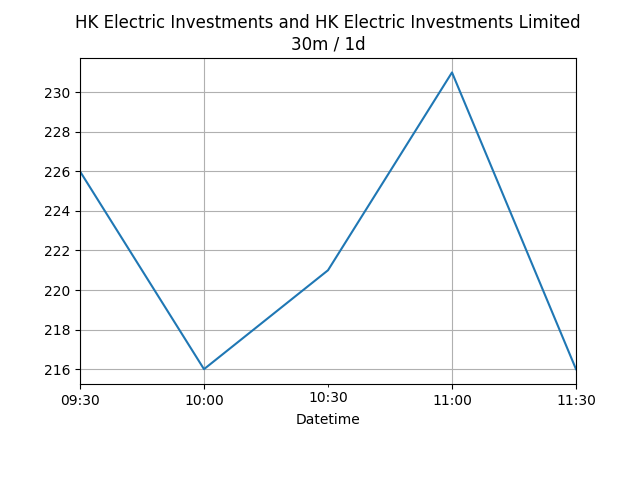 HK Electric Investments and HK Electric Investments Limited
30m / 1d
230
228
226
224
222
220
218
216
09:30 10:00 10:30 11:00 11:30
Datetime